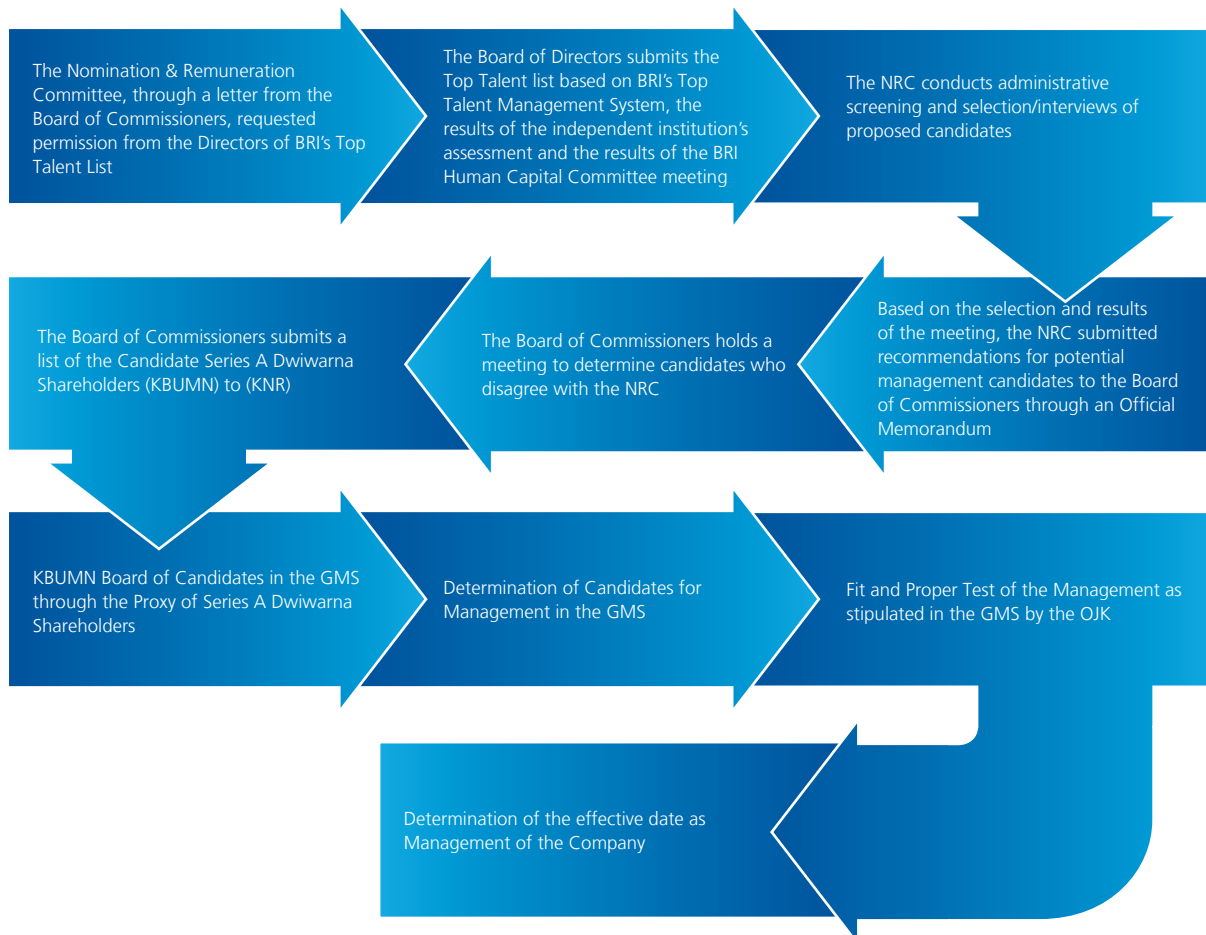 The Nomination & Remuneration
Committee, through a letter from the
Board of Commissioners, requested
permission from the Directors of BRI's Top
Talent List
The Board of Directors submits the
Top Talent list based on BRI's Top
Talent Management System, the
results of the independent institution's
assessment and the results of the BRI
Human Capital Committee meeting
The NRC conducts administrative
screening and selection/interviews of
proposed candidates
Based on the selection and results
of the meeting, the NRC submitted
recommendations for potential
management candidates to the Board
of Commissioners through an Official
Memorandum
The Board of Commissioners holds a
meeting to determine candidates who
disagree with the NRC
The Board of Commissioners submits a
list of the Candidate Series A Dwiwarna
Shareholders (KBUMN) to (KNR)
KBUMN Board of Candidates in the GMS
through the Proxy of Series A Dwiwarna
Shareholders
Determination of Candidates for
Management in the GMS
Fit and Proper Test of the Management as
stipulated in the GMS by the OJK
Determination of the effective date as
Management of the Company